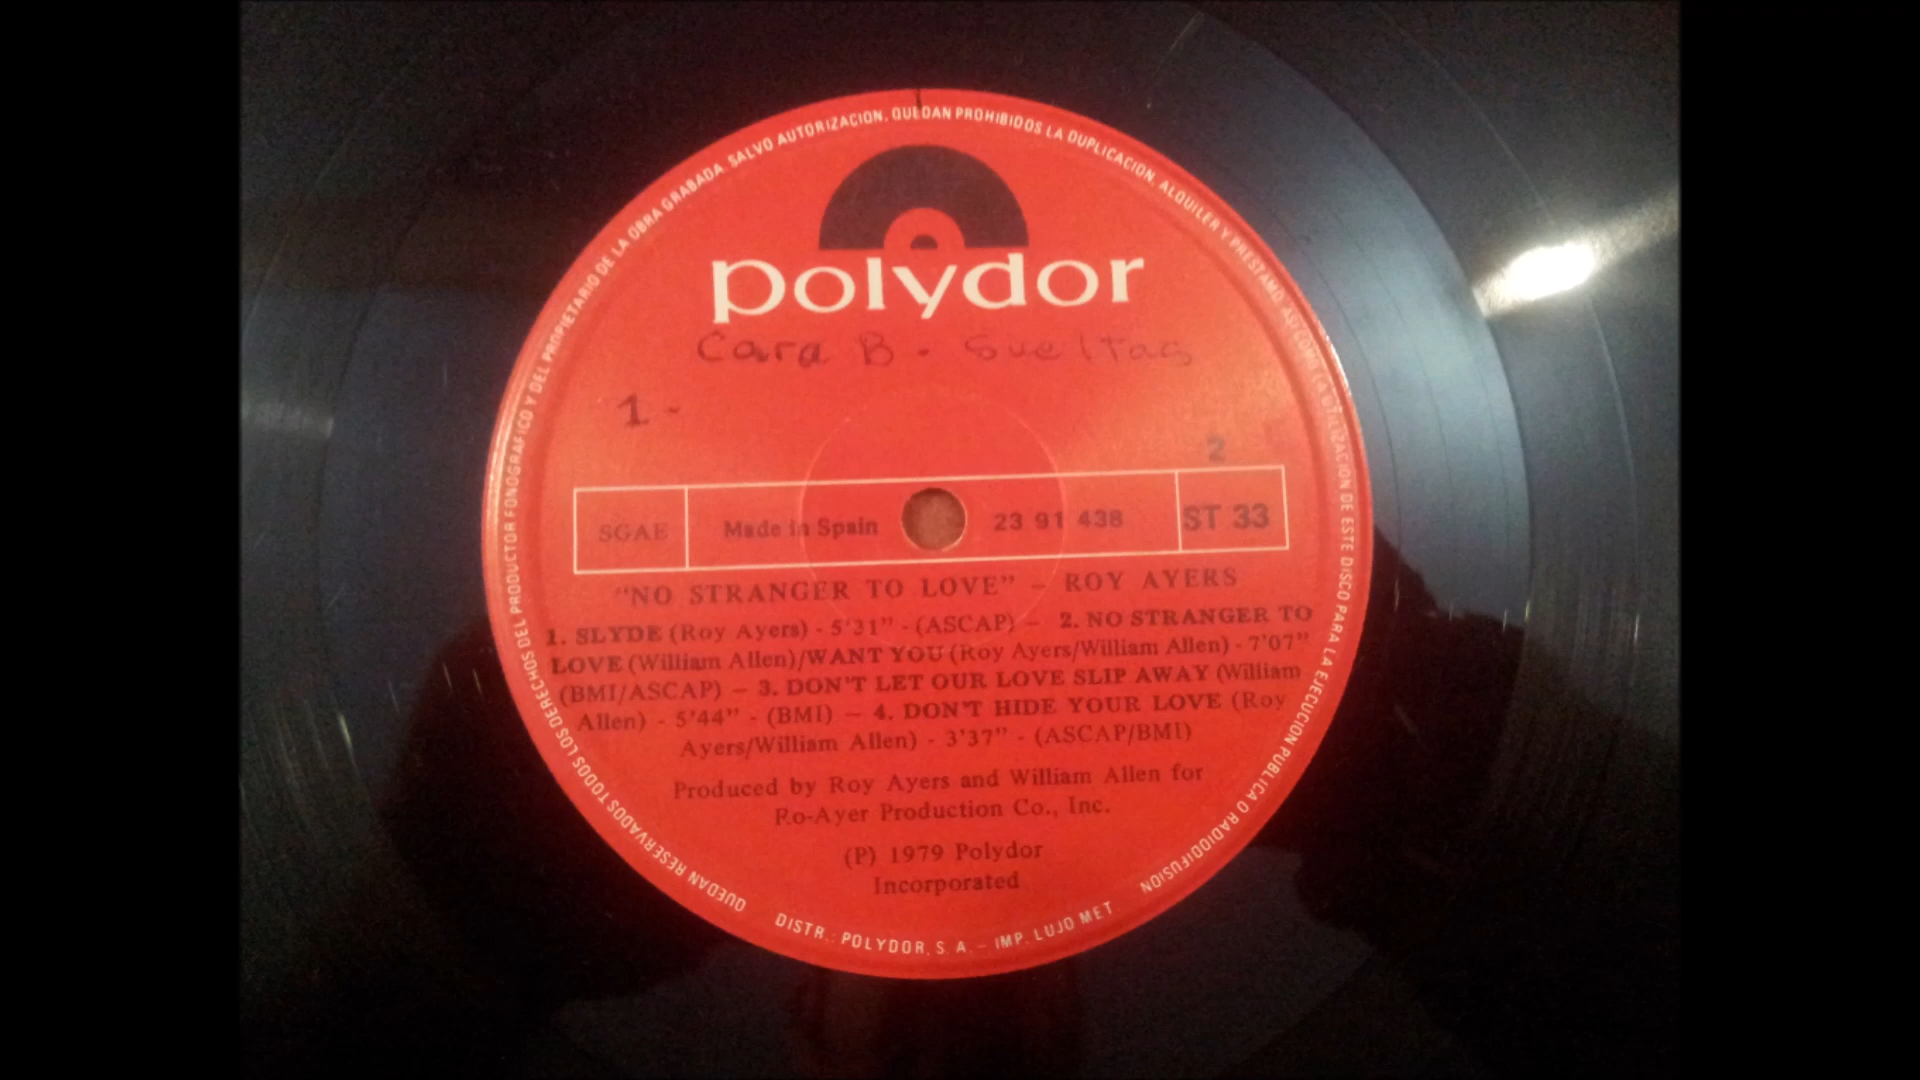 QUEDAN RESERVADOS TODOS LOS DERECHOS DEL PRODUCTOR FONOGRAFICO Y DEL PROPIETARIO DE LA OBRA GRABADA. SALVO AUTORIZACION, QUEDAN PROHIBIDOS LA DUPLICACION, ALQUILER Y PRESTAMO, ASI COMO LA UTILIZACION DE ESTE DISCO PARA LA EJECUCION PUBLICA O RADIODIFUSION
polydor
Cara B - Sueltas
1 -
2
SGAE Made in Spain 23 91 438 ST 33
"NO STRANGER TO LOVE" - ROY AYERS
1. SLYDE (Roy Ayers) - 5'21" - (ASCAP) - 2. NO STRANGER TO
LOVE (William Allen)/WANT YOU (Roy Ayers/William Allen) - 7'07"
(BMI/ASCAP) - 3. DON'T LET OUR LOVE SLIP AWAY (William
Allen) - 5'44" - (BMI) - 4. DON'T HIDE YOUR LOVE (Roy
Ayers/William Allen) - 3'37" - (ASCAP/BMI)
Produced by Roy Ayers and William Allen for
Ro-Ayer Production Co., Inc.
(P) 1979 Polydor
Incorporated
DISTR.: POLYDOR, S. A. - IMP. LUJO MET